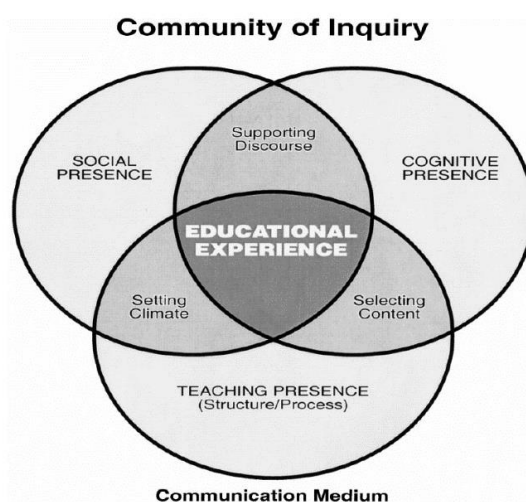 Community of Inquiry
Supporting
Discourse
SOCIAL
PRESENCE
COGNITIVE
PRESENCE
EDUCATIONAL
EXPERIENCE
Setting
Climate
Selecting
Content
TEACHING PRESENCE
(Structure/Process)
Communication Medium